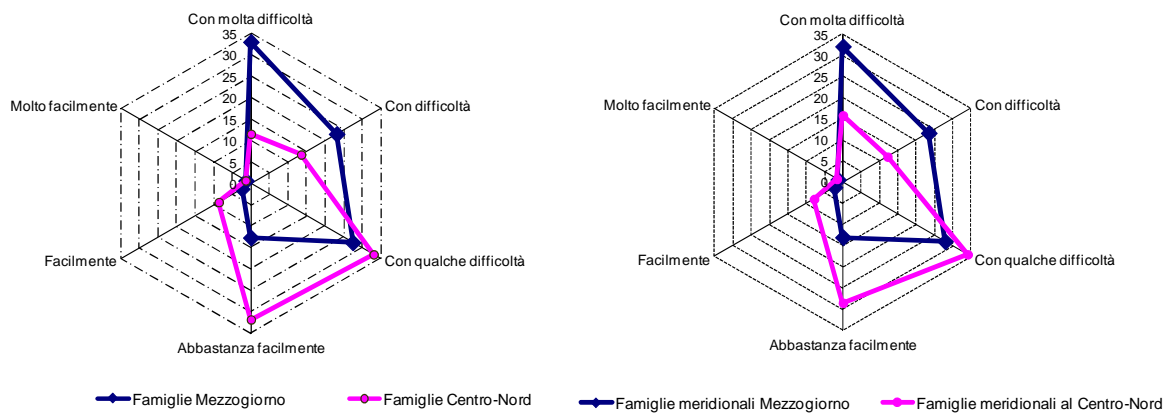 Con molta difficoltà
35
30
25
20
15
10
5
0
Con difficoltà
Con qualche difficoltà
Abbastanza facilmente
Facilmente
Molto facilmente
Famiglie Mezzogiorno
Famiglie Centro-Nord
Con molta difficoltà
35
30
25
20
15
10
5
0
Con difficoltà
Con qualche difficoltà
Abbastanza facilmente
Facilmente
Molto facilmente
Famiglie meridionali Mezzogiorno
Famiglie meridionali al Centro-Nord